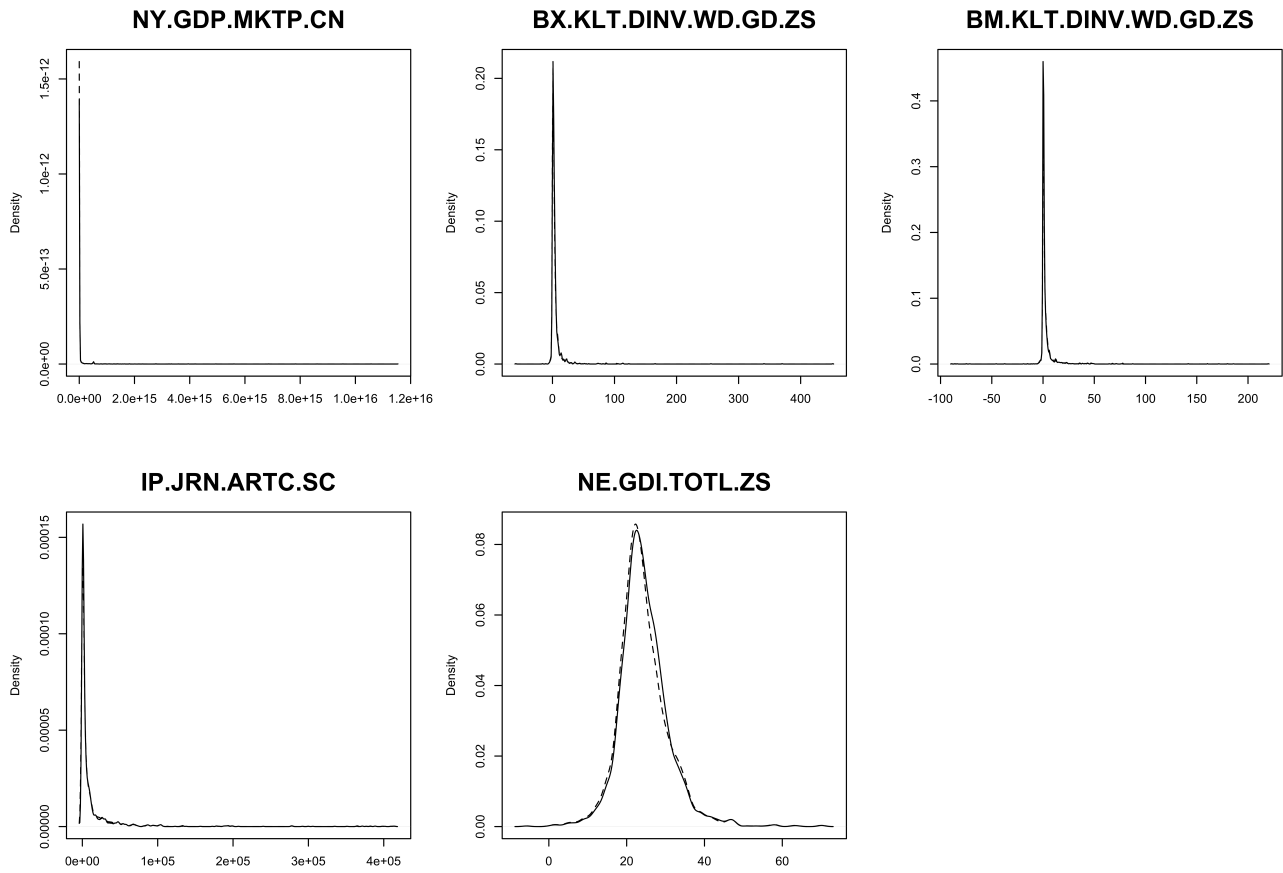 NY.GDP.MKTP.CN
Density
0.0e+00 5.0e-13 1.0e-12 1.5e-12
0.0e+00 2.0e+15 4.0e+15 6.0e+15 8.0e+15 1.0e+16 1.2e+16
BX.KLT.DINV.WD.GD.ZS
Density
0.00 0.05 0.10 0.15 0.20
0 100 200 300 400
BM.KLT.DINV.WD.GD.ZS
Density
0.0 0.1 0.2 0.3 0.4
-100 -50 0 50 100 150 200
IP.JRN.ARTC.SC
Density
0.00000 0.00005 0.00010 0.00015
0e+00 1e+05 2e+05 3e+05 4e+05
NE.GDI.TOTL.ZS
Density
0.00 0.02 0.04 0.06 0.08
0 20 40 60